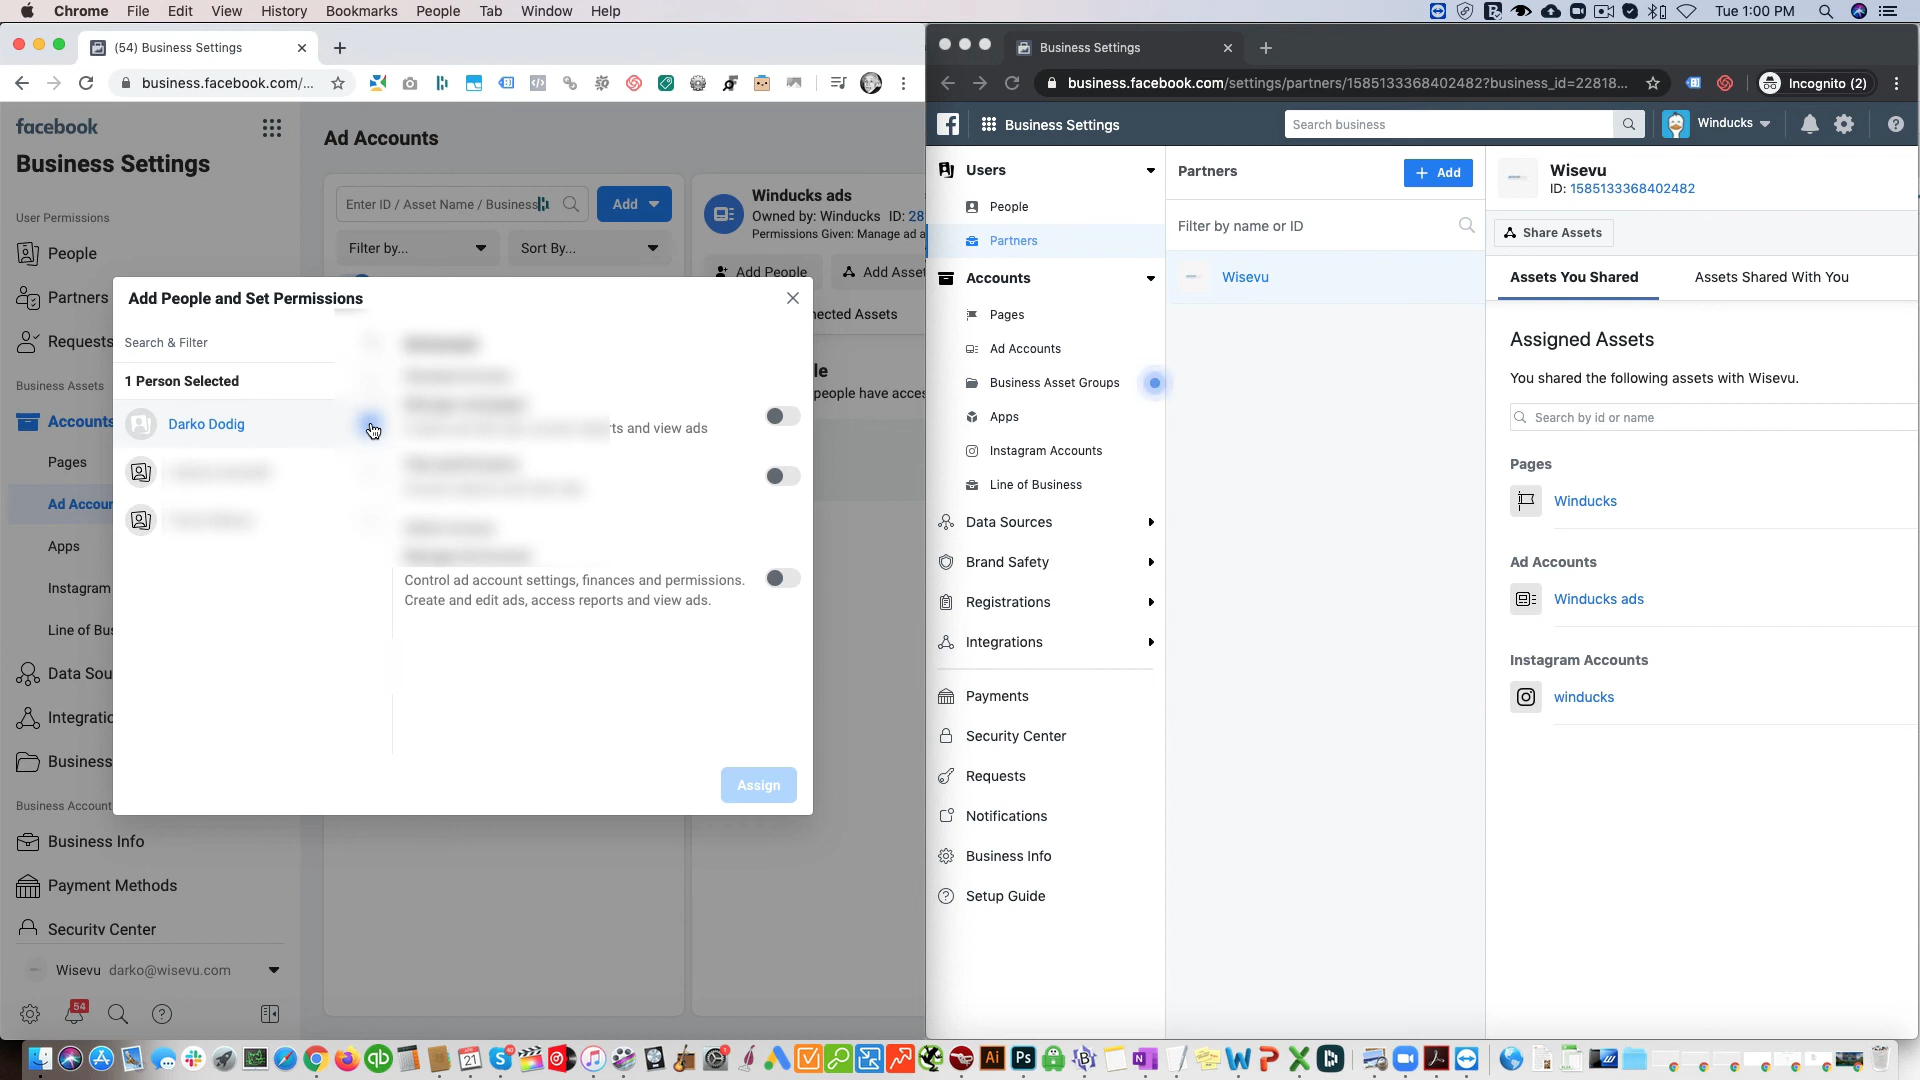 Chrome File Edit View History Bookmarks People Tab Window Help
Tue 1:00 PM
(54) Business Settings
business.facebook.com/...
facebook
Business Settings
User Permissions
People
Partners
Requests
Business Assets
Accounts
Pages
Ad Accour
Apps
Instagram
Line of Bus
Data Sou
Integratio
Business
Business Account
Business Info
Payment Methods
Security Center
Wisevu darko@wisevu.com
54
Ad Accounts
Enter ID / Asset Name / Business
Add
Filter by...
Sort By...
Winducks ads
Owned by: Winducks ID: 28
Permissions Given: Manage ad a
Add People
Add Asset
nected Assets
le
people have acces
Add People and Set Permissions
Search & Filter
1 Person Selected
Darko Dodig
ts and view ads
Control ad account settings, finances and permissions.
Create and edit ads, access reports and view ads.
Assign
Business Settings
business.facebook.com/settings/partners/1585133368402482?business_id=22818...
Incognito (2)
Business Settings
Search business
Winducks
Users
People
Partners
Accounts
Pages
Ad Accounts
Business Asset Groups
Apps
Instagram Accounts
Line of Business
Data Sources
Brand Safety
Registrations
Integrations
Payments
Security Center
Requests
Notifications
Business Info
Setup Guide
Partners
Add
Filter by name or ID
Wisevu
Wisevu
ID: 1585133368402482
Share Assets
Assets You Shared
Assets Shared With You
Assigned Assets
You shared the following assets with Wisevu.
Search by id or name
Pages
Winducks
Ad Accounts
Winducks ads
Instagram Accounts
winducks